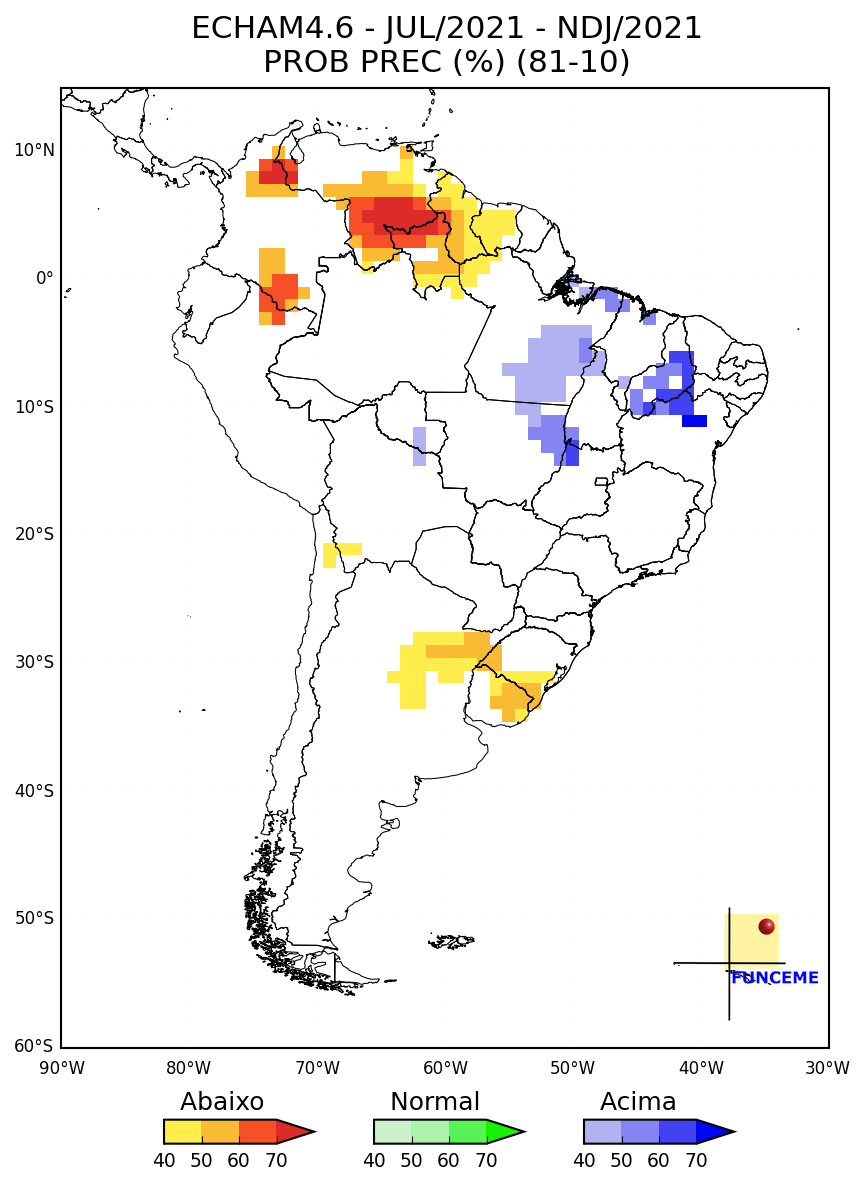 ECHAM4.6 - JUL/2021 - NDJ/2021
PROB PREC (%) (81-10)
10°N
0°
10°S
20°S
30°S
40°S
50°S
60°S
FUNCEME
90°W 80°W 70°W 60°W 50°W 40°W 30°W
Abaixo Normal Acima
40 50 60 70 40 50 60 70 40 50 60 70